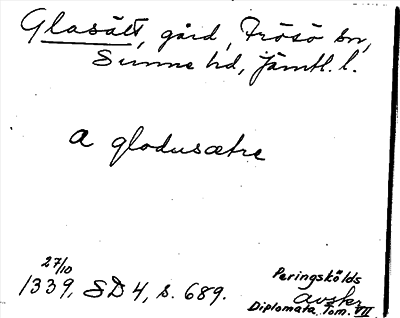 Glasätt, gård, Frösö sn,
Sunne hd, Jämtl. l.
a glodusætre
27/10
1339, SD 4, s. 689.
Peringskölds
avskr.
Diplomata, Tom. VII